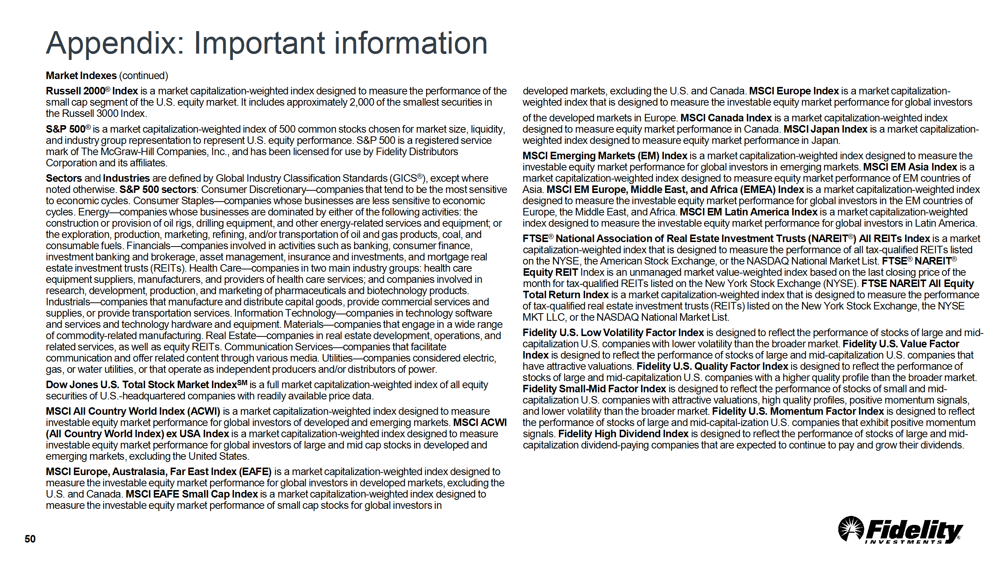 Appendix: Important information
Market Indexes (continued)
Russell 2000® Index is a market capitalization-weighted index designed to measure the performance of the
small cap segment of the U.S. equity market. It includes approximately 2,000 of the smallest securities in
the Russell 3000 Index.
S&P 500® is a market capitalization-weighted index of 500 common stocks chosen for market size, liquidity,
and industry group representation to represent U.S. equity performance. S&P 500 is a registered service
mark of The McGraw-Hill Companies, Inc., and has been licensed for use by Fidelity Distributors
Corporation and its affiliates.
Sectors and Industries are defined by Global Industry Classification Standards (GICS®), except where
noted otherwise. S&P 500 sectors: Consumer Discretionary—companies that tend to be the most sensitive
to economic cycles. Consumer Staples—companies whose businesses are less sensitive to economic
cycles. Energy—companies whose businesses are dominated by either of the following activities: the
construction or provision of oil rigs, drilling equipment, and other energy-related services and equipment; or
the exploration, production, marketing, refining, and/or transportation of oil and gas products, coal, and
consumable fuels. Financials—companies involved in activities such as banking, consumer finance,
investment banking and brokerage, asset management, insurance and investments, and mortgage real
estate investment trusts (REITs). Health Care—companies in two main industry groups: health care
equipment suppliers, manufacturers, and providers of health care services; and companies involved in
research, development, production, and marketing of pharmaceuticals and biotechnology products.
Industrials—companies that manufacture and distribute capital goods, provide commercial services and
supplies, or provide transportation services. Information Technology—companies in technology software
and services and technology hardware and equipment. Materials—companies that engage in a wide range
of commodity-related manufacturing. Real Estate—companies in real estate development, operations, and
related services, as well as equity REITs. Communication Services—companies that facilitate
communication and offer related content through various media. Utilities—companies considered electric,
gas, or water utilities, or that operate as independent producers and/or distributors of power.
Dow Jones U.S. Total Stock Market Index℠ is a full market capitalization-weighted index of all equity
securities of U.S.-headquartered companies with readily available price data.
MSCI All Country World Index (ACWI) is a market capitalization-weighted index designed to measure
investable equity market performance for global investors of developed and emerging markets. MSCI ACWI
(All Country World Index) ex USA Index is a market capitalization-weighted index designed to measure
investable equity market performance for global investors of large and mid cap stocks in developed and
emerging markets, excluding the United States.
MSCI Europe, Australasia, Far East Index (EAFE) is a market capitalization-weighted index designed to
measure the investable equity market performance for global investors in developed markets, excluding the
U.S. and Canada. MSCI EAFE Small Cap Index is a market capitalization-weighted index designed to
measure the investable equity market performance of small cap stocks for global investors in
developed markets, excluding the U.S. and Canada. MSCI Europe Index is a market capitalization-
weighted index that is designed to measure the investable equity market performance for global investors
of the developed markets in Europe. MSCI Canada Index is a market capitalization-weighted index
designed to measure equity market performance in Canada. MSCI Japan Index is a market capitalization-
weighted index designed to measure equity market performance in Japan.
MSCI Emerging Markets (EM) Index is a market capitalization-weighted index designed to measure the
investable equity market performance for global investors in emerging markets. MSCI EM Asia Index is a
market capitalization-weighted index designed to measure equity market performance of EM countries of
Asia. MSCI EM Europe, Middle East, and Africa (EMEA) Index is a market capitalization-weighted index
designed to measure the investable equity market performance for global investors in the EM countries of
Europe, the Middle East, and Africa. MSCI EM Latin America Index is a market capitalization-weighted
index designed to measure the investable equity market performance for global investors in Latin America.
FTSE® National Association of Real Estate Investment Trusts (NAREIT®) All REITs Index is a market
capitalization-weighted index that is designed to measure the performance of all tax-qualified REITs listed
on the NYSE, the American Stock Exchange, or the NASDAQ National Market List. FTSE® NAREIT®
Equity REIT Index is an unmanaged market value-weighted index based on the last closing price of the
month for tax-qualified REITs listed on the New York Stock Exchange (NYSE). FTSE NAREIT All Equity
Total Return Index is a market capitalization-weighted index that is designed to measure the performance
of tax-qualified real estate investment trusts (REITs) listed on the New York Stock Exchange, the NYSE
MKT LLC, or the NASDAQ National Market List.
Fidelity U.S. Low Volatility Factor Index is designed to reflect the performance of stocks of large and mid-
capitalization U.S. companies with lower volatility than the broader market. Fidelity U.S. Value Factor
Index is designed to reflect the performance of stocks of large and mid-capitalization U.S. companies that
have attractive valuations. Fidelity U.S. Quality Factor Index is designed to reflect the performance of
stocks of large and mid-capitalization U.S. companies with a higher quality profile than the broader market.
Fidelity Small-Mid Factor Index is designed to reflect the performance of stocks of small and mid-
capitalization U.S. companies with attractive valuations, high quality profiles, positive momentum signals,
and lower volatility than the broader market. Fidelity U.S. Momentum Factor Index is designed to reflect
the performance of stocks of large and mid-capital-ization U.S. companies that exhibit positive momentum
signals. Fidelity High Dividend Index is designed to reflect the performance of stocks of large and mid-
capitalization dividend-paying companies that are expected to continue to pay and grow their dividends.
50
Fidelity
INVESTMENTS®